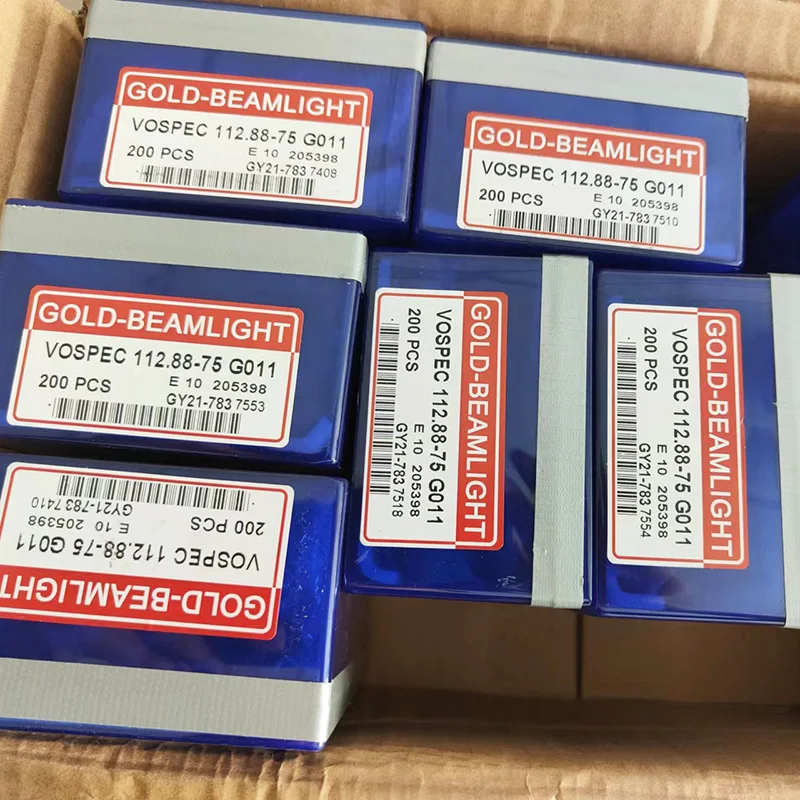 GOLD-BEAMLIGHT
VOSPEC 112.88-75 G011
200 PCS
E 10 205398
GY21-783 7408
GOLD-BEAMLIGHT
VOSPEC 112.88-75 G011
200 PCS
E 10 205398
GY21-783 7510
GOLD-BEAMLIGHT
VOSPEC 112.88-75 G011
200 PCS
E 10 205398
GY21-783 7553
GOLD-BEAMLIGHT
VOSPEC 112.88-75 G011
200 PCS
E 10 205398
GY21-783 7518
GOLD-BEAMLIGHT
VOSPEC 112.88-75 G011
200 PCS
E 10 205398
GY21-783 7554
GOLD-BEAMLIGHT
VOSPEC 112.88-75 G011
200 PCS
E 10 205398
GY21-783 7410